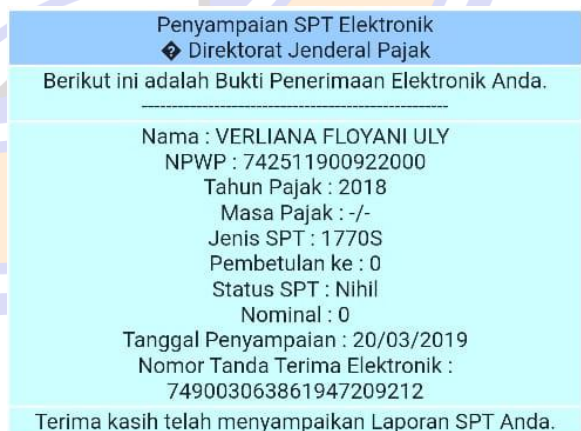 Penyampaian SPT Elektronik
� Direktorat Jenderal Pajak
Berikut ini adalah Bukti Penerimaan Elektronik Anda.
----------------------------------------------------
Nama : VERLIANA FLOYANI ULY
NPWP : 742511900922000
Tahun Pajak : 2018
Masa Pajak : -/-
Jenis SPT : 1770S
Pembetulan ke : 0
Status SPT : Nihil
Nominal : 0
Tanggal Penyampaian : 20/03/2019
Nomor Tanda Terima Elektronik :
749003063861947209212
Terima kasih telah menyampaikan Laporan SPT Anda.